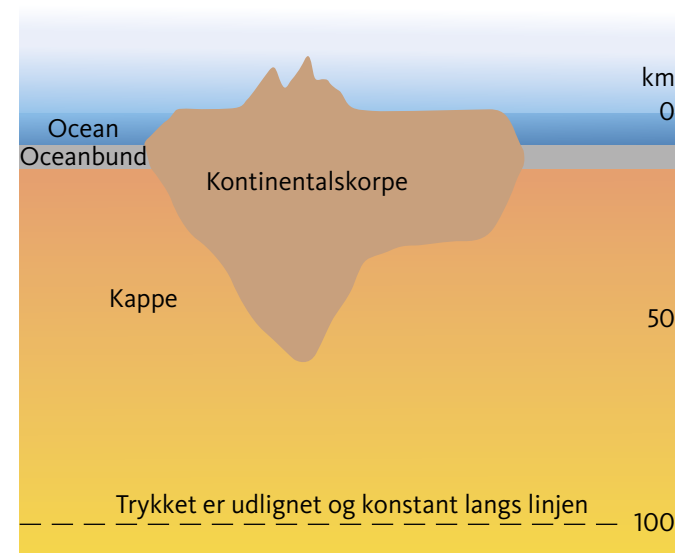 km
0
Ocean
Oceanbund
Kontinentalskorpe
Kappe
50
Trykket er udlignet og konstant langs linjen
100